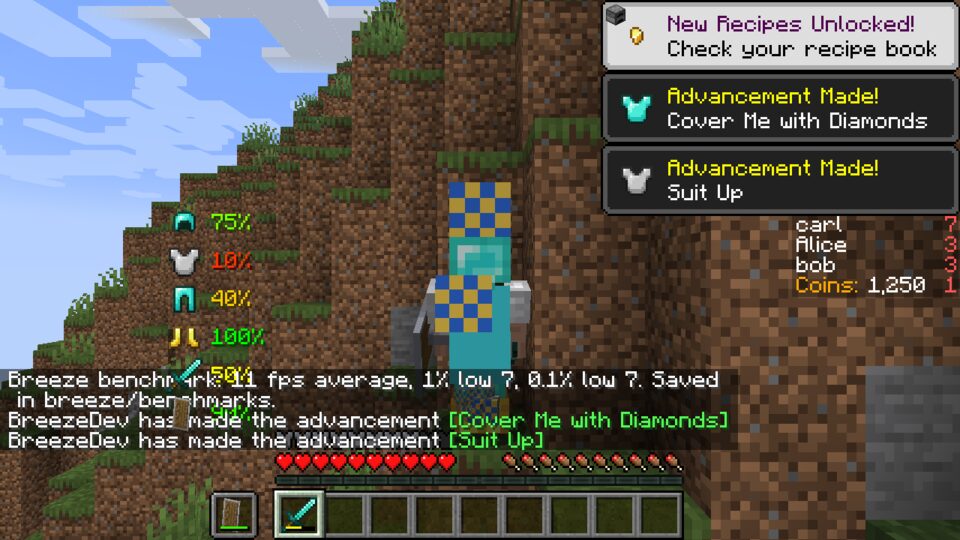 New Recipes Unlocked!
Check your recipe book
Advancement Made!
Cover Me with Diamonds
Advancement Made!
Suit Up
carl 7
Alice 3
bob 3
Coins: 1,250 1
75%
10%
40%
100%
50%
Breeze benchmark: 11 fps average, 1% low 7, 0.1% low 7. Saved
in breeze/benchmarks.
BreezeDev has made the advancement [Cover Me with Diamonds]
BreezeDev has made the advancement [Suit Up]